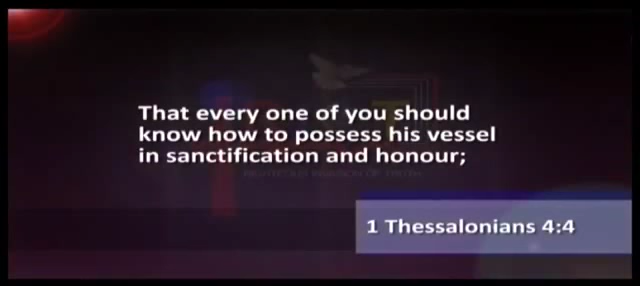 That every one of you should
know how to possess his vessel
in sanctification and honour;
1 Thessalonians 4:4